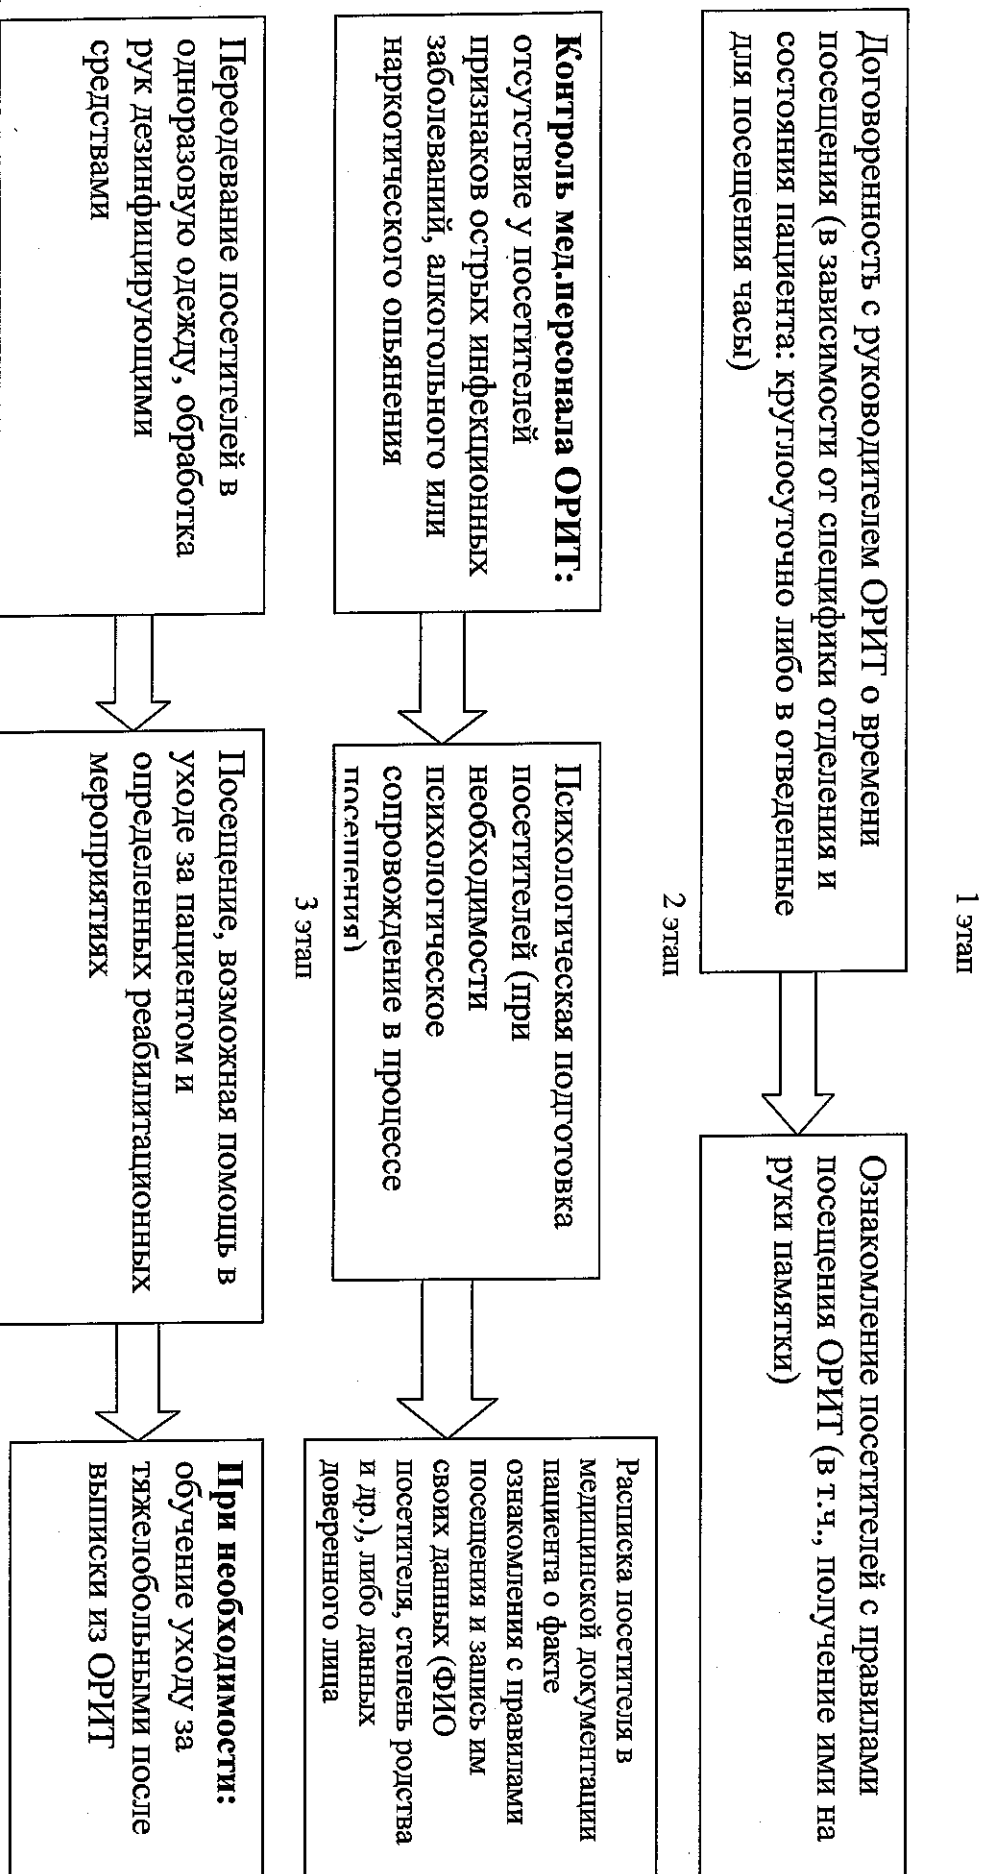 1 этап
Договоренность с руководителем ОРИТ о времени
посещения (в зависимости от специфики отделения и
состояния пациента: круглосуточно либо в отведенные
для посещения часы)
Ознакомление посетителей с правилами
посещения ОРИТ (в т.ч., получение ими на
руки памятки)
2 этап
Контроль мед.персонала ОРИТ:
отсутствие у посетителей
признаков острых инфекционных
заболеваний, алкогольного или
наркотического опьянения
Психологическая подготовка
посетителей (при
необходимости
психологическое
сопровождение в процессе
посещения)
Расписка посетителя в
медицинской документации
пациента о факте
ознакомления с правилами
посещения и запись им
своих данных (ФИО
посетителя, степень родства
и др.), либо данных
доверенного лица
3 этап
Переодевание посетителей в
одноразовую одежду, обработка
рук дезинфицирующими
средствами
Посещение, возможная помощь в
уходе за пациентом и
определенных реабилитационных
мероприятиях
При необходимости:
обучение уходу за
тяжелобольными после
выписки из ОРИТ